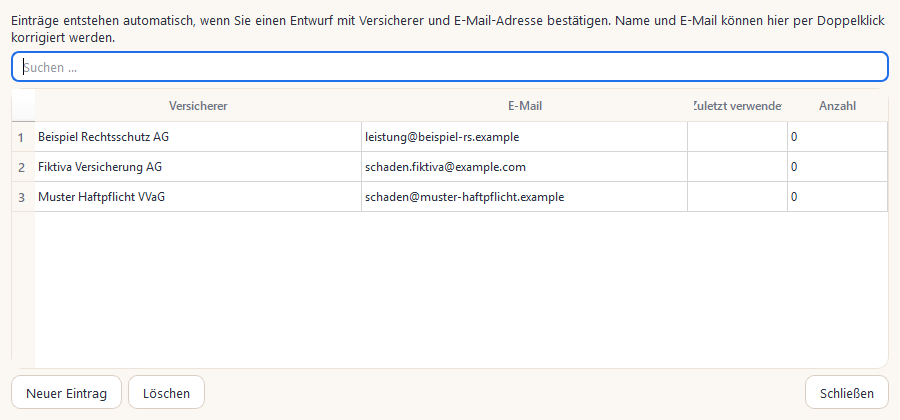 Einträge entstehen automatisch, wenn Sie einen Entwurf mit Versicherer und E-Mail-Adresse bestätigen. Name und E-Mail können hier per Doppelklick
korrigiert werden.
Suchen ...
Versicherer E-Mail Zuletzt verwende Anzahl
1 Beispiel Rechtsschutz AG leistung@beispiel-rs.example 0
2 Fiktiva Versicherung AG schaden.fiktiva@example.com 0
3 Muster Haftpflicht VVaG schaden@muster-haftpflicht.example 0
Neuer Eintrag Löschen Schließen